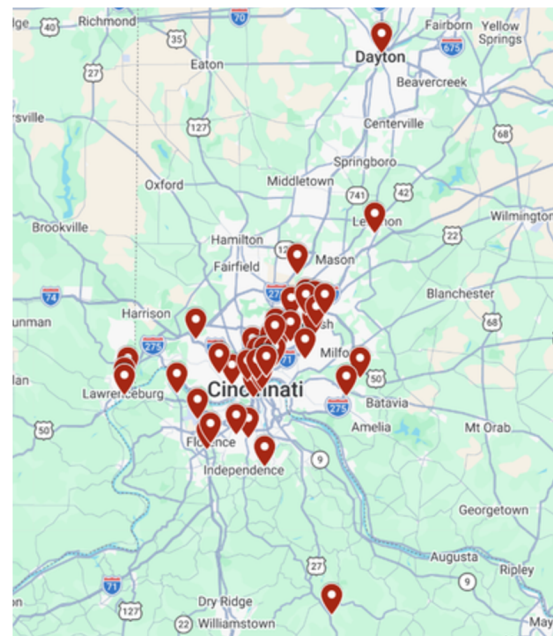 Richmond
70
40
Fairborn
Yellow
Springs
35
675
Dayton
Eaton
27
Beavercreek
127
Centerville
68
Springboro
Middletown
Oxford
741
42
Wilmington
Brookville
Hamilton
22
Fairfield
Mason
74
Blanchester
Harrison
275
68
71
50
Lawrenceburg
Cincinnati
275
Batavia
Amelia
Mt Orab
50
Florence
Independence
9
Georgetown
Augusta
27
Ripley
71
9
127
Dry Ridge
22
Williamstown